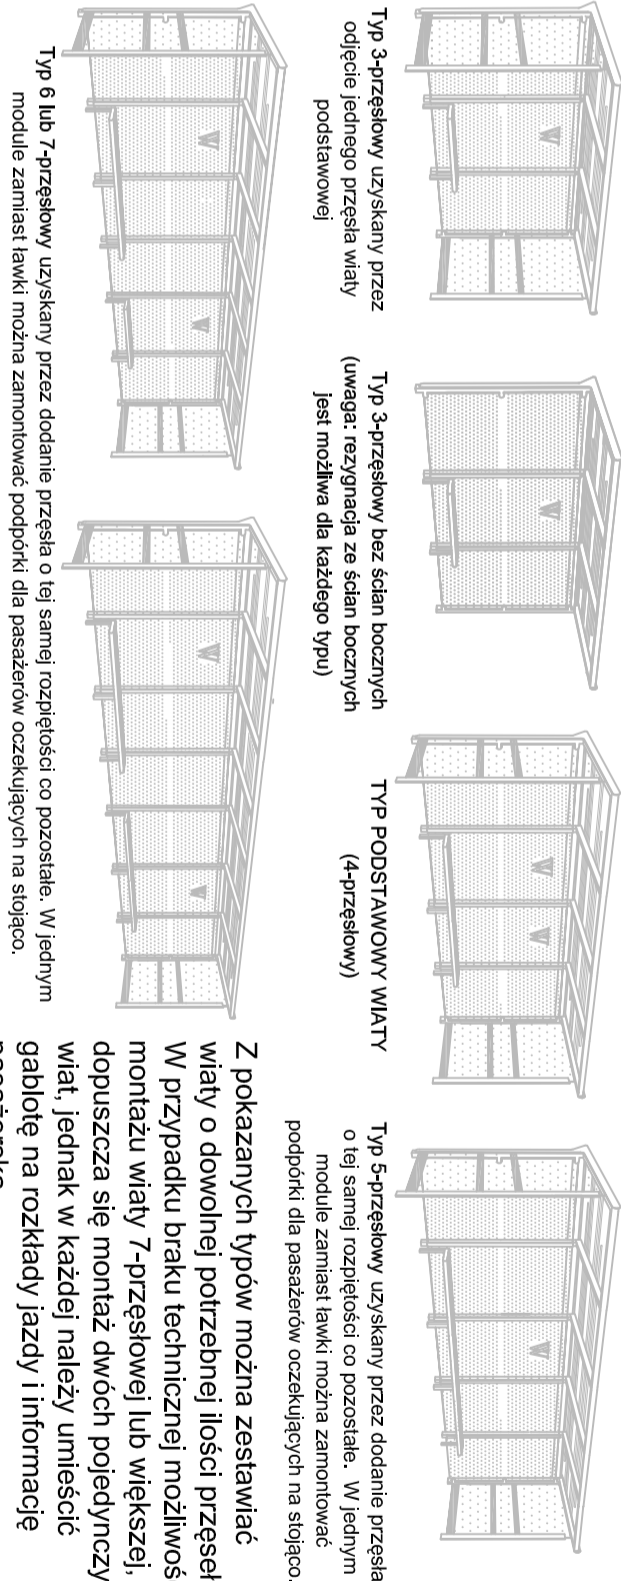 Typ 3-przęsłowy uzyskany przez
odjęcie jednego przęsła wiaty
podstawowej
Typ 3-przęsłowy bez ścian bocznych
(uwaga: rezygnacja ze ścian bocznych
jest możliwa dla każdego typu)
TYP PODSTAWOWY WIATY
(4-przęsłowy)
Typ 5-przęsłowy uzyskany przez dodanie przęsła
o tej samej rozpiętości co pozostałe. W jednym
module zamiast ławki można zamontować
podpórki dla pasażerów oczekujących na stojąco.
Typ 6 lub 7-przęsłowy uzyskany przez dodanie przęsła o tej samej rozpiętości co pozostałe. W jednym
module zamiast ławki można zamontować podpórki dla pasażerów oczekujących na stojąco.
Z pokazanych typów można zestawiać
wiaty o dowolnej potrzebnej ilości przęseł
W przypadku braku technicznej możliwoś
montażu wiaty 7-przęsłowej lub większej,
dopuszcza się montaż dwóch pojedynczy
wiat, jednak w każdej należy umieścić
gablotę na rozkłady jazdy i informację